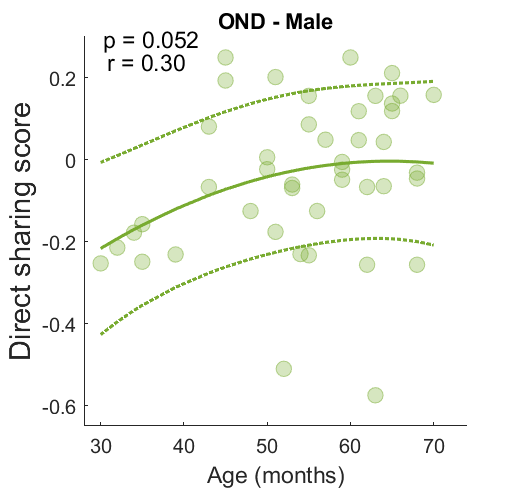 OND - Male
p = 0.052
r = 0.30
Direct sharing score
0.2
0
-0.2
-0.4
-0.6
30 40 50 60 70
Age (months)